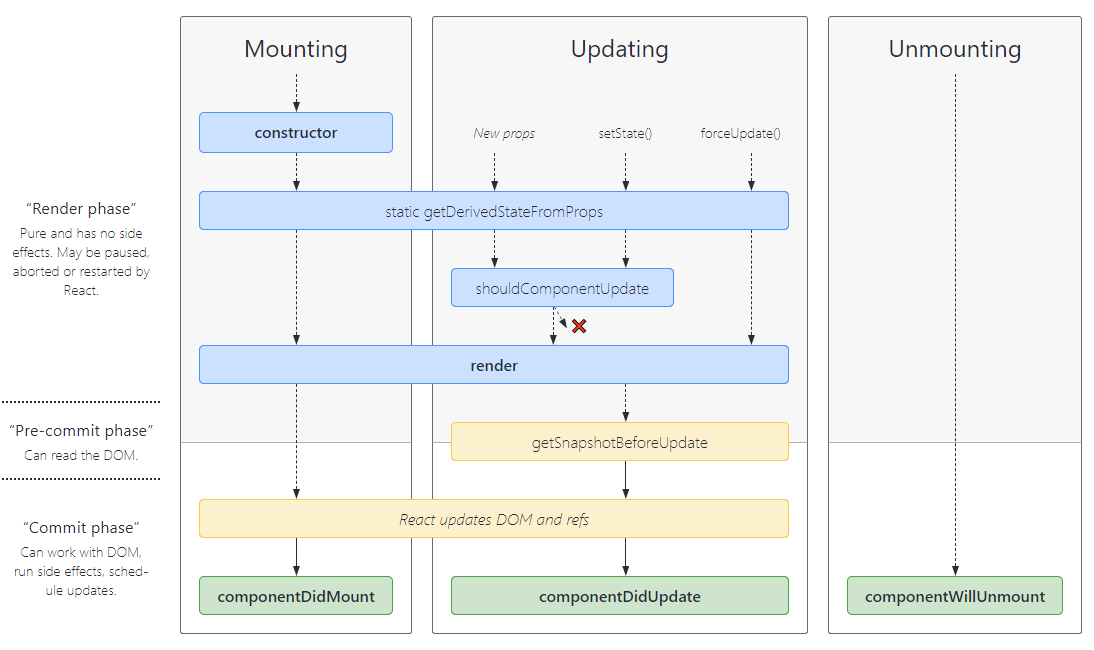 Mounting
Updating
Unmounting
constructor
New props
setState()
forceUpdate()
“Render phase”
Pure and has no side
effects. May be paused,
aborted or restarted by
React.
static getDerivedStateFromProps
shouldComponentUpdate
render
“Pre-commit phase”
Can read the DOM.
getSnapshotBeforeUpdate
“Commit phase”
Can work with DOM,
run side effects, sched-
ule updates.
React updates DOM and refs
componentDidMount
componentDidUpdate
componentWillUnmount